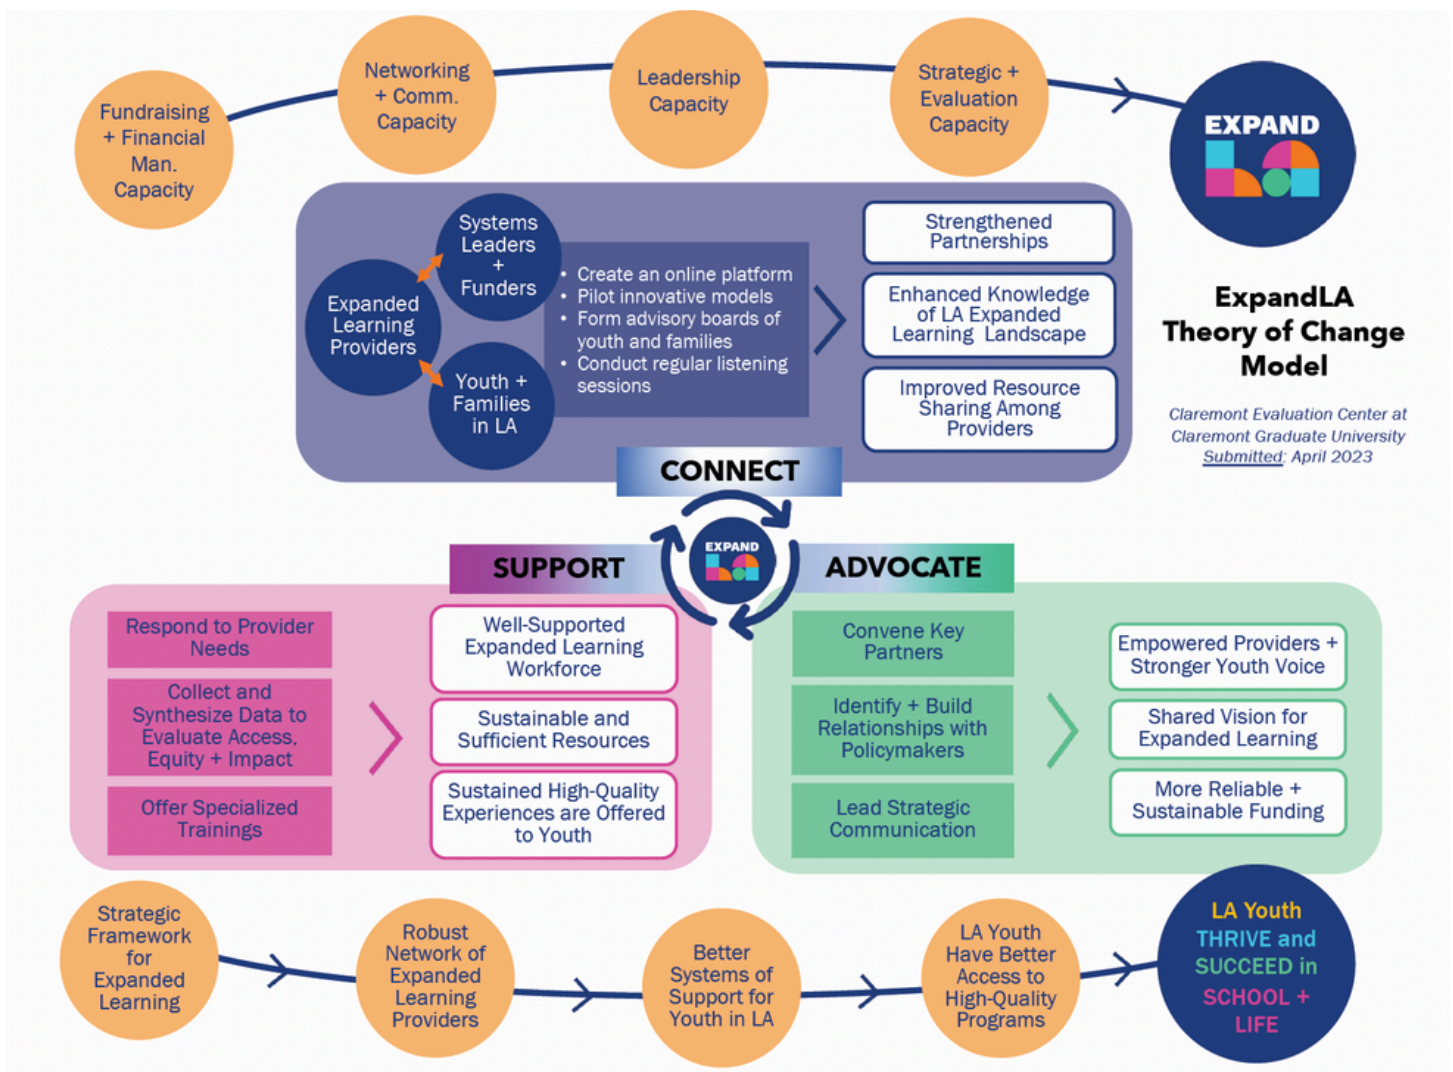 Fundraising
+ Financial
Man.
Capacity
Networking
+ Comm.
Capacity
Leadership
Capacity
Strategic +
Evaluation
Capacity
EXPAND
LA
ExpandLA
Theory of Change
Model
Claremont Evaluation Center at
Claremont Graduate University
Submitted: April 2023
Expanded
Learning
Providers
Systems
Leaders
+
Funders
Youth +
Families
in LA
• Create an online platform
• Pilot innovative models
• Form advisory boards of
youth and families
• Conduct regular listening
sessions
Strengthened
Partnerships
Enhanced Knowledge
of LA Expanded
Learning Landscape
Improved Resource
Sharing Among
Providers
CONNECT
EXPAND
LA
SUPPORT
Respond to Provider
Needs
Collect and
Synthesize Data to
Evaluate Access,
Equity + Impact
Offer Specialized
Trainings
Well-Supported
Expanded Learning
Workforce
Sustainable and
Sufficient Resources
Sustained High-Quality
Experiences are Offered
to Youth
ADVOCATE
Convene Key
Partners
Identify + Build
Relationships with
Policymakers
Lead Strategic
Communication
Empowered Providers +
Stronger Youth Voice
Shared Vision for
Expanded Learning
More Reliable +
Sustainable Funding
Strategic
Framework
for
Expanded
Learning
Robust
Network of
Expanded
Learning
Providers
Better
Systems of
Support for
Youth in LA
LA Youth
Have Better
Access to
High-Quality
Programs
LA Youth
THRIVE and
SUCCEED in
SCHOOL +
LIFE